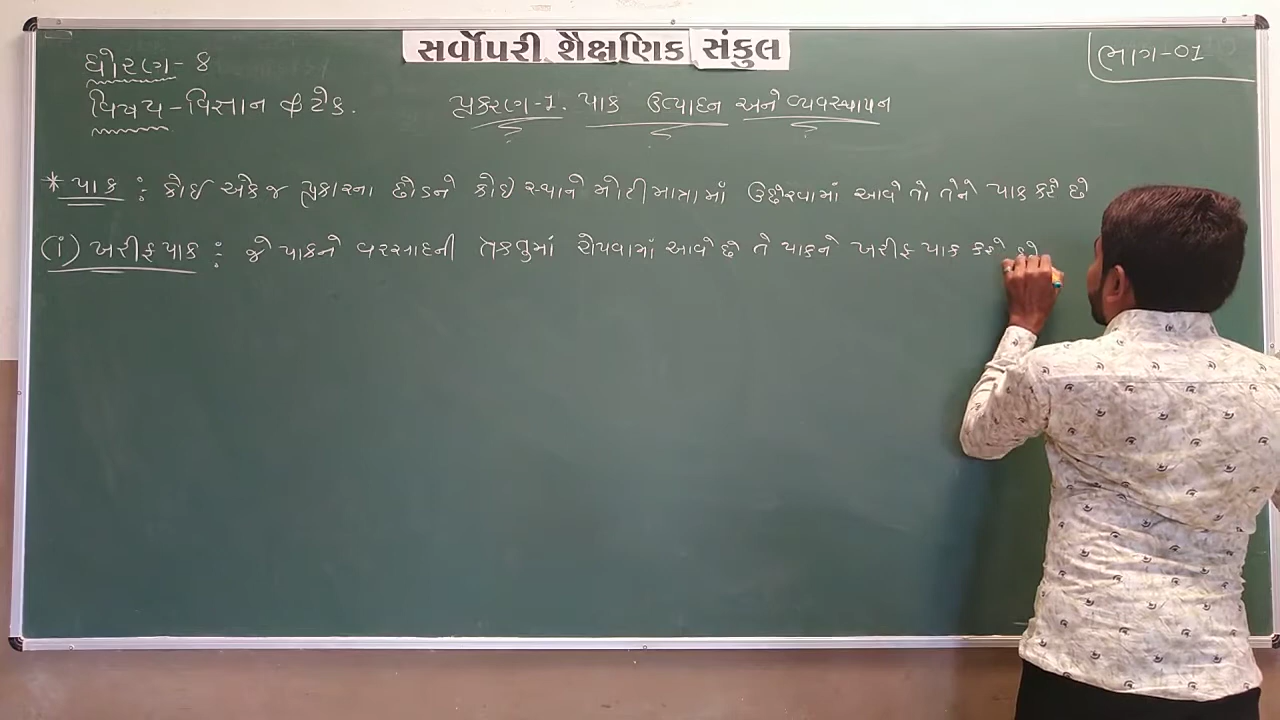 સર્વોપરી શૈક્ષણિક સંકુલ
ભાગ-01
ધોરણ-8
વિષય-વિજ્ઞાન & ટેક.
પ્રકરણ-1. પાક ઉત્પાદન અને વ્યવસ્થાપન
* પાક : કોઈ એકજ પ્રકારના છોડને કોઈ સ્થાને મોટી માત્રામાં ઉછેરવામાં આવે તો તેને પાક કહે છે
(i) ખરીફ પાક : જે પાકને વરસાદની ઋતુમાં રોપવામાં આવે છે તે પાકને ખરીફ પાક કહે છે